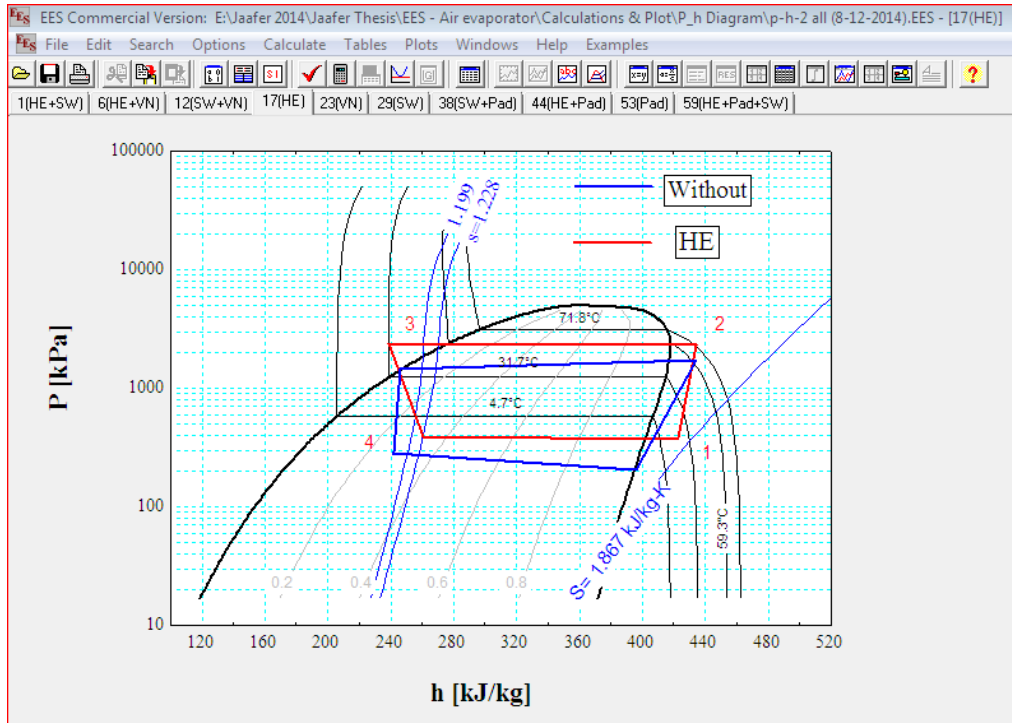 EES Commercial Version: E:\Jaafer 2014\Jaafer Thesis\EES - Air evaporator\Calculations & Plot\P_h Diagram\p-h-2 all (8-12-2014).EES - [17(HE)]
File Edit Search Options Calculate Tables Plots Windows Help Examples
1(HE+SW) 6(HE+VN) 12(SW+VN) 17(HE) 23(VN) 29(SW) 38(SW+Pad) 44(HE+Pad) 53(Pad) 59(HE+Pad+SW)
100000
10000
1000
100
10
P [kPa]
1.199
s=1.228
Without
HE
71.8°C
3
2
31.7°C
4.7°C
4
1
S= 1.867 kJ/kg-K
59.3°C
0.2 0.4 0.6 0.8
120 160 200 240 280 320 360 400 440 480 520
h [kJ/kg]